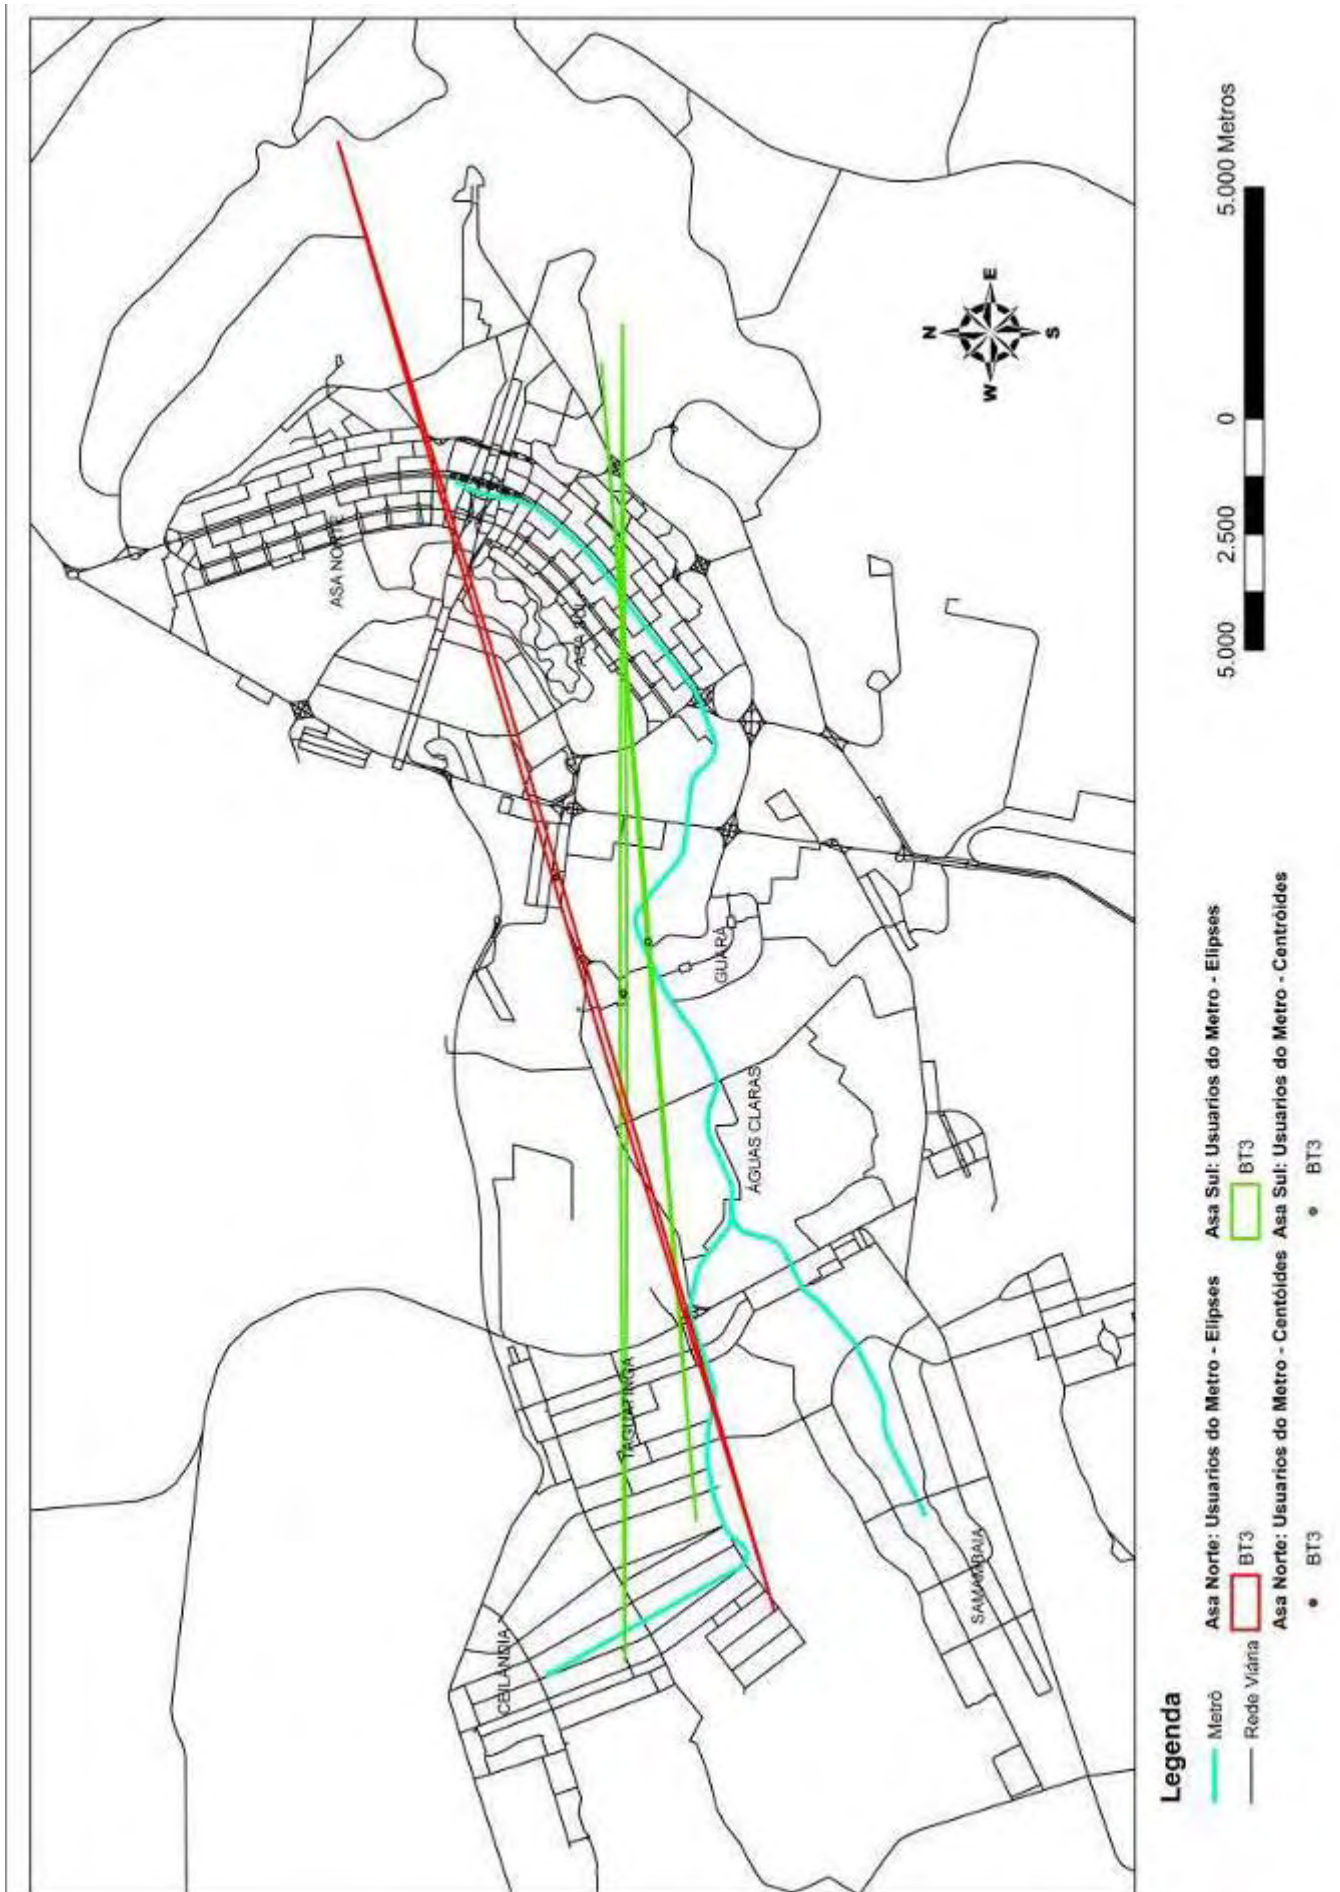 ASA NORTE
ASA SUL
GUARÁ
ÁGUAS CLARAS
TAGUATINGA
CEILANDIA
SAMAMBAIA
N
E
S
W
5.000
2.500
0
5.000 Metros
Legenda
Metrô
Rede Viária
Asa Norte: Usuarios do Metro - Elipses
BT3
Asa Norte: Usuarios do Metro - Centóides
BT3
Asa Sul: Usuarios do Metro - Elipses
BT3
Asa Sul: Usuarios do Metro - Centróides
BT3